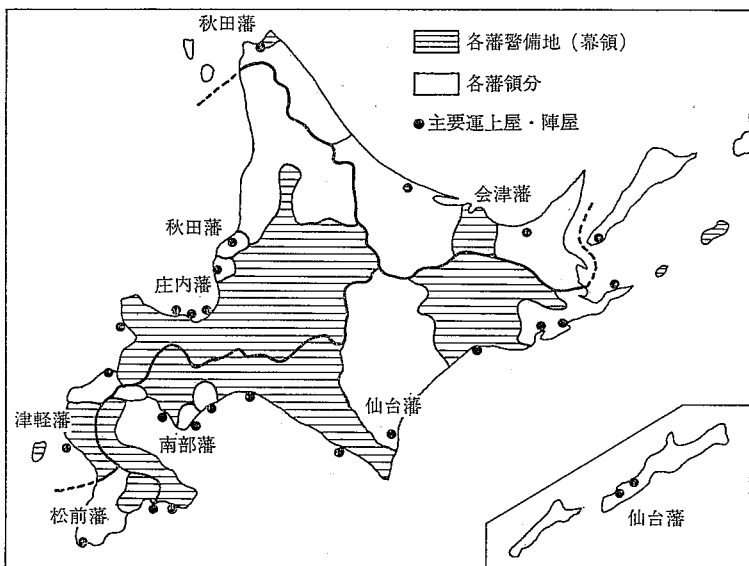 秋田藩
各藩警備地（幕領）
各藩領分
主要運上屋・陣屋
会津藩
秋田藩
庄内藩
仙台藩
津軽藩
南部藩
松前藩
仙台藩